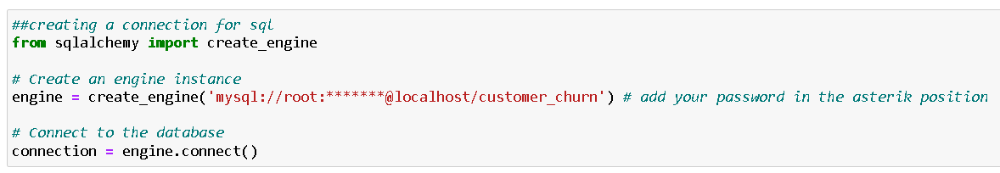 ##creating a connection for sql
from sqlalchemy import create_engine
# Create an engine instance
engine = create_engine('mysql://root:*******@localhost/customer_churn') # add your password in the asterik position
# Connect to the database
connection = engine.connect()